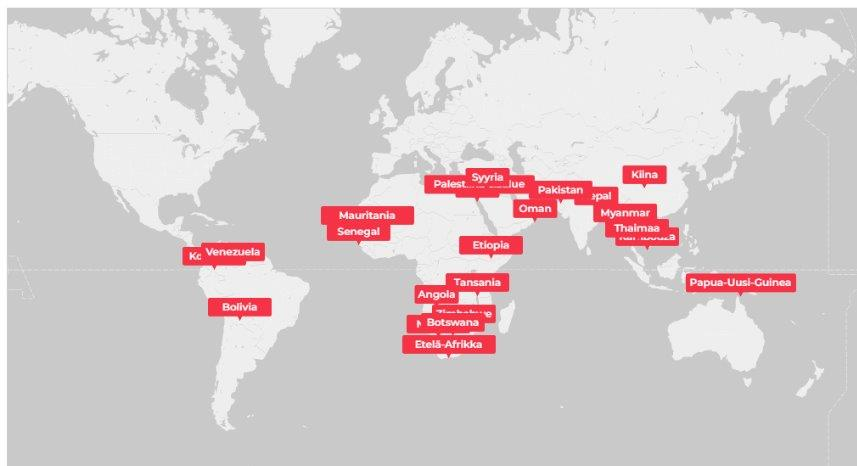 Syyria
Kiina
Pakistan
Oman
Myanmar
Mauritania
Senegal
Thaimaa
Etiopia
Venezuela
Tansania
Papua-Uusi-Guinea
Angola
Bolivia
Botswana
Etelä-Afrikka